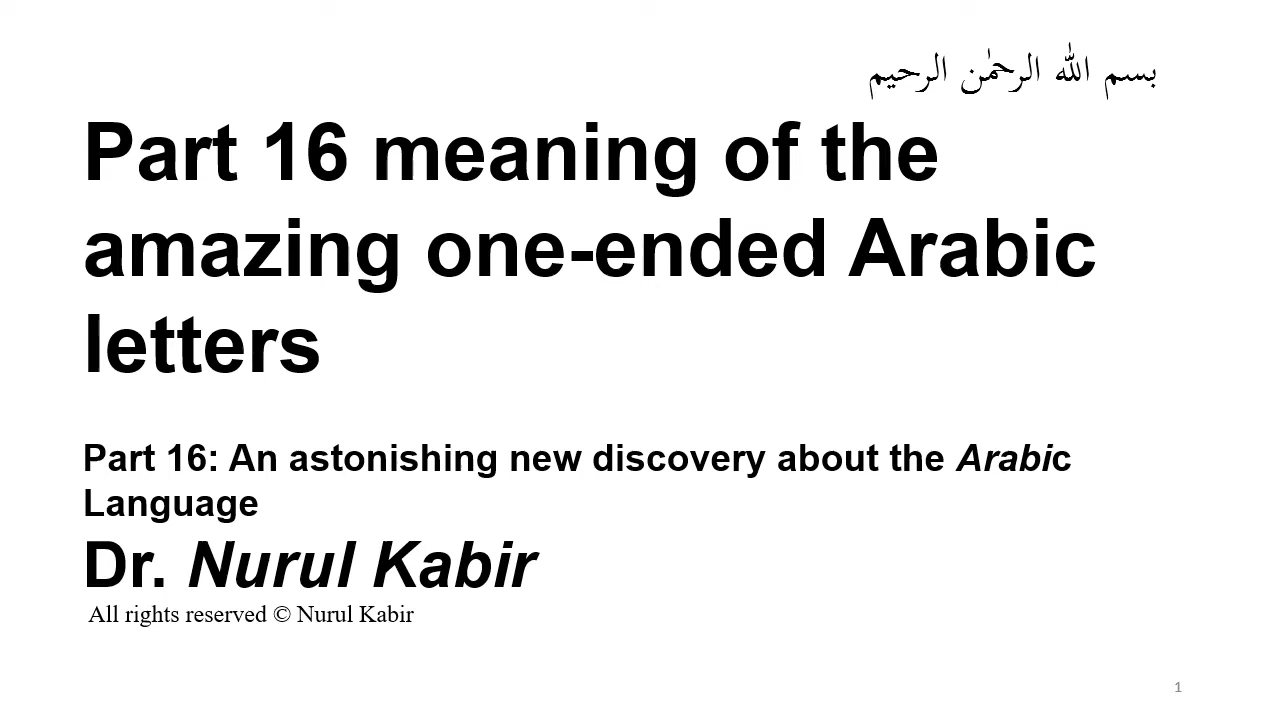 بسم الله الرحمٰن الرحيم
Part 16 meaning of the
amazing one-ended Arabic
letters
Part 16: An astonishing new discovery about the Arabic
Language
Dr. Nurul Kabir
All rights reserved © Nurul Kabir
1